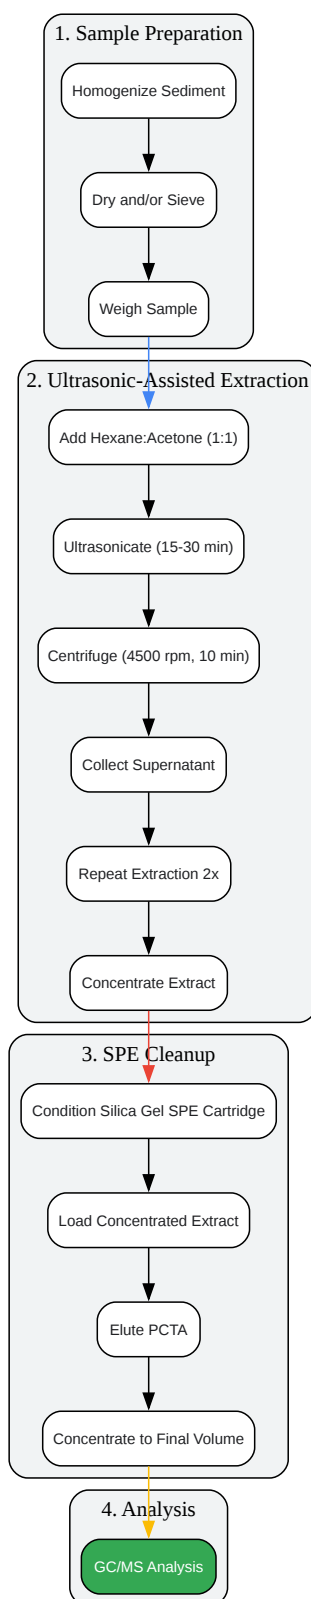 1. Sample Preparation
Homogenize Sediment
Dry and/or Sieve
Weigh Sample
2. Ultrasonic-Assisted Extraction
Add Hexane:Acetone (1:1)
Ultrasonicate (15-30 min)
Centrifuge (4500 rpm, 10 min)
Collect Supernatant
Repeat Extraction 2x
Concentrate Extract
3. SPE Cleanup
Condition Silica Gel SPE Cartridge
Load Concentrated Extract
Elute PCTA
Concentrate to Final Volume
4. Analysis
GC/MS Analysis